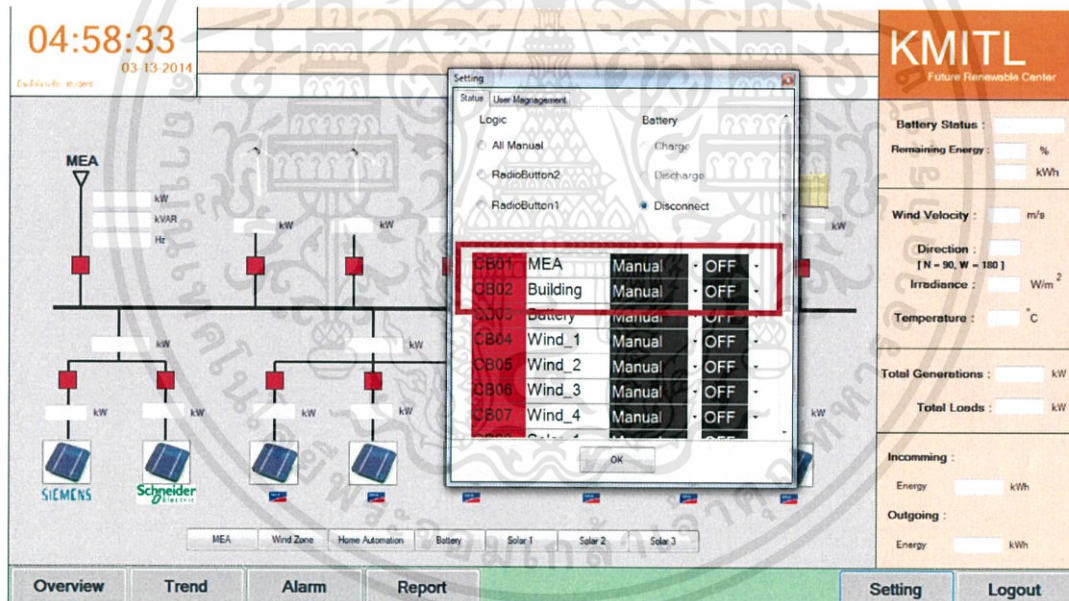 04:58:33
03-13-2014
KMITL
Future Renewable Center
MEA
kW
kVAR
Hz
kW
kW
kW
kW
kW
kW
kW
kW
kW
kW
SIEMENS
Schneider
Electric
MEA
Wind Zone
Home Automation
Battery
Solar 1
Solar 2
Solar 3
Overview
Trend
Alarm
Report
Setting
Logout
Setting
Status
User Magnagement
Logic
Battery
All Manual
Charge
RadioButton2
Discharge
RadioButton1
Disconnect
CB01 MEA Manual OFF
CB02 Building Manual OFF
CB03 Battery Manual OFF
CB04 Wind_1 Manual OFF
CB05 Wind_2 Manual OFF
CB06 Wind_3 Manual OFF
CB07 Wind_4 Manual OFF
OK
Battery Status :
Remaining Energy : %
kWh
Wind Velocity : m/s
Direction :
[ N - 90, W - 180 ]
Irradiance : W/m2
Temperature : °C
Total Generations : kW
Total Loads : kW
Incomming :
Energy kWh
Outgoing :
Energy kWh